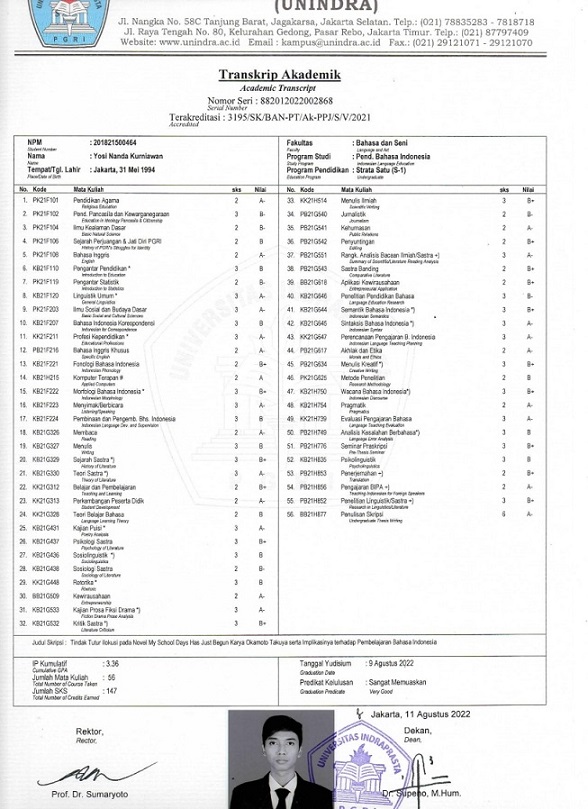 (UNINDRA)
Jl. Nangka No. 58C Tanjung Barat, Jagakarsa, Jakarta Selatan. Telp.: (021) 78835283 - 7818718
Jl. Raya Tengah No. 80, Kelurahan Gedong, Pasar Rebo, Jakarta Timur. Telp.: (021) 87797409
Website: www.unindra.ac.id Email : kampus@unindra.ac.id Fax.: (021) 29121071 - 29121070
PGRI
Transkrip Akademik
Academic Transcript
Nomor Seri : 882012022002868
Serial Number
Terakreditasi : 3195/SK/BAN-PT/Ak-PPJ/S/V/2021
Accredited
NPM : 201821500464
Student Number
Nama : Yosi Nanda Kurniawan
Name
Tempat/Tgl. Lahir : Jakarta, 31 Mei 1994
Place/Date of Birth
Fakultas : Bahasa dan Seni
Faculty Language and Art
Program Studi : Pend. Bahasa Indonesia
Study Program Indonesian Language Education
Program Pendidikan : Strata Satu (S-1)
Education Program Undergraduate
No. Kode Mata Kuliah sks Nilai
1. PK21F101 Pendidikan Agama 2 A-
Religious Education
2. PK21F102 Pend. Pancasila dan Kewarganegaraan 3 B-
Education in Ideology Pancasila & Citizenship
3. PK21F104 Ilmu Kealaman Dasar 2 B-
Basic Natural Science
4. PK21F106 Sejarah Perjuangan & Jati Diri PGRI 2 B
History of PGRI's Struggles for Identity
5. PK21F108 Bahasa Inggris 2 A-
English
6. KB21F110 Pengantar Pendidikan * 3 B
Introduction to Education
7. PK21F119 Pengantar Statistik 2 B-
Introduction to Statistics
8. KB21F120 Linguistik Umum * 3 A-
General Linguistics
9. PK21F203 Ilmu Sosial dan Budaya Dasar 2 A-
Basic Social and Cultural Sciences
10. KB21F207 Bahasa Indonesia Korespondensi 3 B
Indonesian for Correspondence
11. KK21F211 Profesi Kependidikan * 3 A-
Educational Professions
12. PB21F216 Bahasa Inggris Khusus 2 A-
Specific English
13. KB21F221 Fonologi Bahasa Indonesia 2 B+
Indonesian Phonology
14. BK21H215 Komputer Terapan # 2 A
Applied Computers
15. KB21F222 Morfologi Bahasa Indonesia * 3 B+
Indonesian Morphology
16. KB21F223 Menyimak/Berbicara 3 A-
Listening/Speaking
17. KB21F224 Pembinaan dan Pengemb. Bhs. Indonesia 3 B
Indonesian Language Dev. and Supervision
18. KB21G326 Membaca 2 A-
Reading
19. KB21G327 Menulis 3 B
Writing
20. KB21G329 Sejarah Sastra *) 3 B+
History of Literature
21. KB21G330 Teori Sastra *) 3 A-
Theory of Literature
22. KK21G312 Belajar dan Pembelajaran 2 B+
Teaching and Learning
23. KK21G313 Perkembangan Peserta Didik 2 A-
Student Development
24. KK21G328 Teori Belajar Bahasa 2 B
Language Learning Theory
25. KB21G431 Kajian Puisi * 3 A-
Poetry Analysis
26. KB21G437 Psikologi Sastra 3 B+
Psychology of Literature
27. KB21G436 Sosiolinguistik *) 3 B
Sociolinguistics
28. KB21G438 Sosiologi Sastra 2 B-
Sociology of Literature
29. KK21G448 Retorika * 3 B
Rhetoric
30. BB21G509 Kewirausahaan 2 A-
Entrepreneurship
31. KB21G533 Kajian Prosa Fiksi Drama *) 3 A-
Fiction Drama Prose Analysis
32. KB21G532 Kritik Sastra *) 3 B+
Literature Criticism
No. Kode Mata Kuliah sks Nilai
33. KK21H514 Menulis Ilmiah 3 B+
Scientific Writing
34. PB21G540 Jurnalistik 2 B-
Journalism
35. PB21G541 Kehumasan 2 A-
Public Relations
36. PB21G542 Penyuntingan 2 B+
Editing
37. PB21G551 Rangk. Analisis Bacaan Ilmiah/Sastra +) 3 A-
Summary of Scientific/Literature Reading Analysis
38. PB21G543 Sastra Banding 2 B+
Comparative Literature
39. BB21G618 Aplikasi Kewirausahaan 2 B+
Entrepreneurial Application
40. KB21G646 Penelitian Pendidikan Bahasa 3 B-
Language Education Research
41. KB21G644 Semantik Bahasa Indonesia *) 3 B+
Indonesian Semantics
42. KB21G645 Sintaksis Bahasa Indonesia *) 3 A-
Indonesian Syntax
43. KK21G647 Perencanaan Pengajaran B. Indonesia 3 A-
Indonesian Language Teaching Planning
44. BB21G617 Akhlak dan Etika 2 A-
Morals and Ethics
45. PB21G634 Menulis Kreatif *) 3 B+
Creative Writing
46. PK21G625 Metode Penelitian 2 B
Research Methodology
47. KB21H750 Wacana Bahasa Indonesia*) 3 B+
Indonesian Discourse
48. KB21H754 Pragmatik 2 A-
Pragmatics
49. KK21H739 Evaluasi Pengajaran Bahasa 3 A-
Language Teaching Evaluation
50. PB21H749 Analisis Kesalahan Berbahasa*) 3 B
Language Error Analysis
51. PB21H776 Seminar Praskripsi 3 B+
Pre-Thesis Seminar
52. KB21H835 Psikolinguistik 3 B
Psycholinguistics
53. PB21H853 Penerjemahan +) 2 B+
Translation
54. PB21H856 Pengajaran BIPA +) 2 A-
Teaching Indonesian for Foreign Speakers
55. PB21H852 Penelitian Linguistik/Sastra +) 3 B+
Research in Linguistics/Literature
56. BB21H877 Penulisan Skripsi 6 A-
Undergraduate Thesis Writing
Judul Skripsi : Tindak Tutur Ilokusi pada Novel My School Days Has Just Begun Karya Okamoto Takuya serta Implikasinya terhadap Pembelajaran Bahasa Indonesia
IP Kumulatif : 3.36
Cumulative GPA
Jumlah Mata Kuliah : 56
Total Number of Course Taken
Jumlah SKS : 147
Total Number of Credits Earned
Tanggal Yudisium : 9 Agustus 2022
Graduation Date
Predikat Kelulusan : Sangat Memuaskan
Graduation Predicate Very Good
Jakarta, 11 Agustus 2022
Rektor,
Rector,
Dekan,
Dean,
UNIVERSITAS INDRAPRASTA
PGRI
Prof. Dr. Sumaryoto
Dr. Supeno, M.Hum.